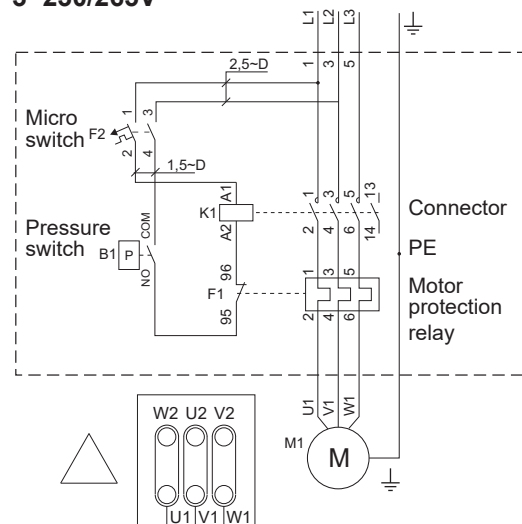 3~230/265V
L1 L2 L3
1 3 5
2,5~D
1 3
Micro
switch F2
2 4
1,5~D
A1
K1
A2
1 3 5 13
2 4 6 14
Connector
COM
Pressure
switch
B1 P
NO
PE
96
F1
95
1 3 5
2 4 6
Motor
protection
relay
U1 V1 W1
M1
M
W2 U2 V2
U1 V1 W1